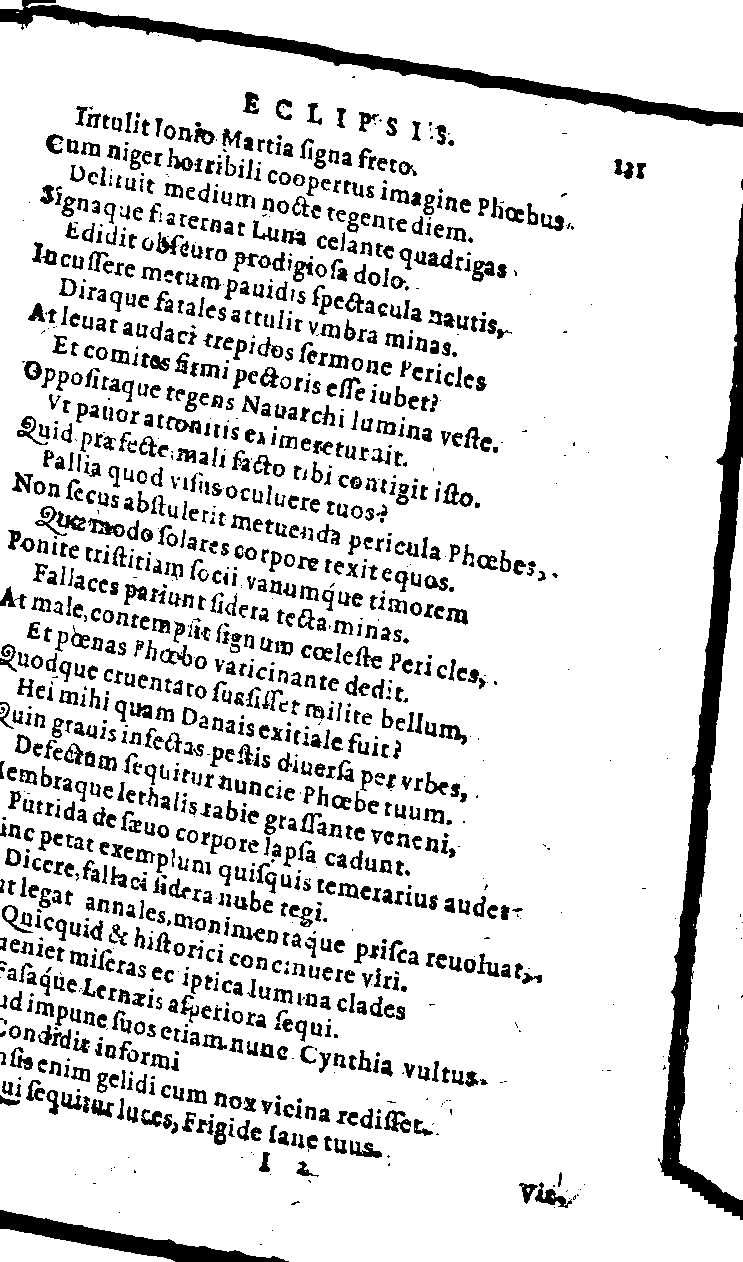 ECLIPSIS.
131
Intulit Ionio Martia ſigna freto,
Cum niger horribili coopertus imagine Phœbus.
Delituit medium nocte tegente diem.
Signaque fraternat Luna celante quadrigas,
Edidit obſcuro prodigioſa dolo.
Incuſſere metum pauidis ſpectacula nautis,
Diraque fatales attulit vmbra minas.
At leuat audaci trepidos ſermone Pericles
Et comites firmi pectoris eſſe iubet?
Oppoſitaque tegens Nauarchi lumina veſte.
Vt pauor attonitis eximeretur ait.
Quid præfecte mali facto tibi contigit iſto.
Pallia quod viſus oculuere tuos?
Non ſecus abſtulerit metuenda pericula Phœbes,
Quæ modo ſolares corpore texit equos.
Ponite triſtitiam ſocii vanumque timorem
Fallaces pariunt ſidera tecta minas.
At male, contempſit ſignum cœleſte Pericles,
Et pœnas Phœbo vaticinante dedit.
Quodque cruentato ſuaſiſſet milite bellum,
Hei mihi quam Danais exitiale fuit?
Quin grauis infectas peſtis diuerſa per vrbes,
Defectum ſequitur nuncie Phœbe tuum.
embraque lethalis rabie graſſante veneni,
Putrida de ſæuo corpore lapſa cadunt.
inc petat exemplum quiſquis temerarius audet
Dicere, fallaci ſidera nube tegi.
ut legat annales, monimentaque priſca reuoluat,
Quicquid & hiſtorici concinuere viri.
ueniet miſeras ec iptica lumina clades
Faſaque Lernæis aſperiora ſequi.
ud impune ſuos etiam nunc Cynthia vultus.
Condidit informi
nſis enim gelidi cum nox vicina rediſſet.
ui ſequitur luces, Frigide ſane tuus.
I 2
Vit,